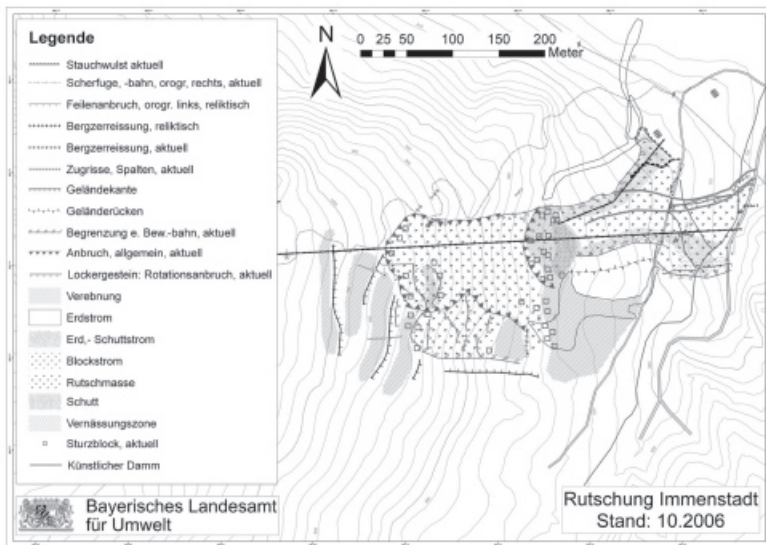 Legende
Stauchwulst aktuell
Scherfuge, -bahn, orogr, rechts, aktuell
Feilenanbruch, orogr. links, reliktisch
Bergzerreissung, reliktisch
Bergzerreissung, aktuell
Zugrisse, Spalten, aktuell
Geländekante
Geländerücken
Begrenzung e. Bew.-bahn, aktuell
Anbruch, allgemein, aktuell
Lockergestein: Rotationsanbruch, aktuell
Verebnung
Erdstrom
Erd,- Schuttstrom
Blockstrom
Rutschmasse
Schutt
Vernässungszone
Sturzblock, aktuell
Künstlicher Damm
N
0 25 50 100 150 200
Meter
Bayerisches Landesamt
für Umwelt
Rutschung Immenstadt
Stand: 10.2006